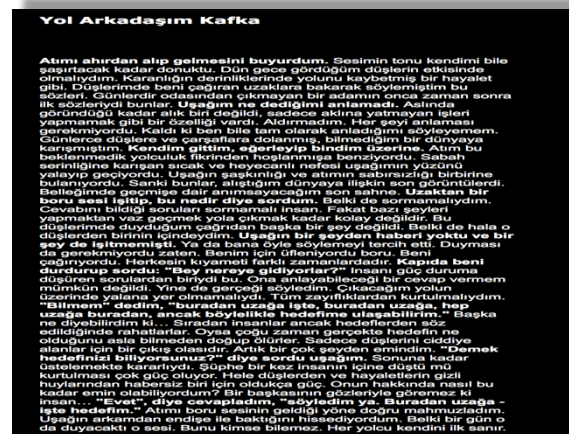 Yol Arkadaşım Kafka
Atımı ahırdan alıp gelmesini buyurdum. Sesimin tonu kendimi bile
şaşırtacak kadar donuktu. Dün gece gördüğüm düşlerin etkisinde
olmalıydım. Karanlığın derinliklerinde yolunu kaybetmiş bir hayalet
gibi. Düşlerimde beni çağıran uzaklara bakarak söylemiştim bu
sözleri. Günlerdir odasından çıkmayan bir adamın onca zaman sonra
ilk sözleriydi bunlar. Uşağım ne dediğimi anlamadı. Aslında
göründüğü kadar alık biri değildi, sadece aklına yatmayan işleri
yapmamak gibi bir özelliği vardı. Aldırmadım. Her şeyi anlaması
gerekmiyordu. Kaldı ki ben bile tam olarak anladığımı söyleyemem.
Günlerce düşlere ve çarşaflara dolanmış, bilmediğim bir dünyaya
karışmıştım. Kendim gittim, eğerleyip bindim üzerine. Atım bu
beklenmedik yolculuk fikrinden hoşlanmışa benziyordu. Sabah
serinliğine karışan sıcak ve heyecanlı nefesi uşağımın yüzünü
yalayıp geçiyordu. Uşağın şaşkınlığı ve atımın sabırsızlığı birbirine
bulanıyordu. Sanki bunlar, alıştığım dünyaya ilişkin son görüntülerdi.
Belleğimde geçmişe dair anımsayacağım son sahne. Uzaktan bir
boru sesi işitip, bu nedir diye sordum. Belki de sormamalıydım.
Cevabını bildiği soruları sormamalı insan. Fakat bazı şeyleri
yapmaktan vaz geçmek yola çıkmak kadar kolay değildir. Bu
düşlerimde duyduğum çağrıdan başka bir şey değildi. Belki de hala o
düşlerden birinin içindeydim. Uşağın bir şeyden haberi yoktu ve bir
şey de işitmemişti. Ya da bana öyle söylemeyi tercih etti. Duyması
da gerekmiyordu zaten. Benim için üfleniyordu boru. Beni
çağırıyordu. Herkesin kıyameti farklı zamanlardadır. Kapıda beni
durdurup sordu: "Bey nereye gidiyorlar?" İnsanı güç duruma
düşüren sorulardan biriydi bu. Ona anlayabileceği bir cevap vermem
mümkün değildi. Yine de gerçeği söyledim. Çıkacağım yolun
üzerinde yalana yer olmamalıydı. Tüm zayıflıklardan kurtulmalıydım.
"Bilmem" dedim, "buradan uzağa işte, buradan uzağa, hep
uzağa buradan, ancak böylelikle hedefime ulaşabilirim." Başka
ne diyebilirdim ki... Sıradan insanlar ancak hedeflerden söz
edildiğinde rahatlarlar. Oysa çoğu zaman gerçekte hedefin ne
olduğunu asla bilmeden doğup ölürler. Sadece düşlerini ciddiye
alanlar için bir çıkış olasıdır. Artık bir çok şeyden emindim. "Demek
hedefinizi biliyorsunuz?" diye sordu uşağım. Sonuna kadar
üstelemekte kararlıydı. Şüphe bir kez insanın içine düştü mü
kurtulması çok güç oluyor. Hele düşlerden ve hayaletlerin gizli
huylarından habersiz biri için oldukça güç. Onun hakkında nasıl bu
kadar emin olabiliyordum? Bir başkasının gözleriyle göremez ki
insan... "Evet", diye cevapladım, "söyledim ya. Buradan uzağa -
işte hedefim." Atımı boru sesinin geldiği yöne doğru mahmuzladım.
Uşağın arkamdan endişe ile baktığını hissediyordum. Belki bir gün o
da duyacaktı o sesi. Bunu kimse bilemez. Her yolcu kendini ilk sanır.